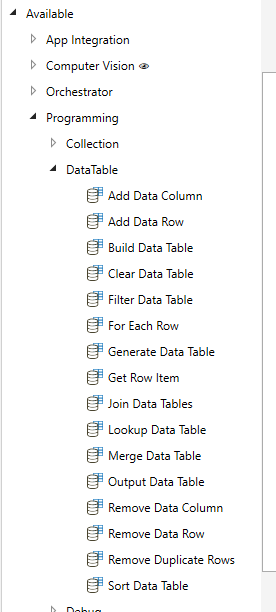 Available
App Integration
Computer Vision
Orchestrator
Programming
Collection
DataTable
Add Data Column
Add Data Row
Build Data Table
Clear Data Table
Filter Data Table
For Each Row
Generate Data Table
Get Row Item
Join Data Tables
Lookup Data Table
Merge Data Table
Output Data Table
Remove Data Column
Remove Data Row
Remove Duplicate Rows
Sort Data Table
Debug